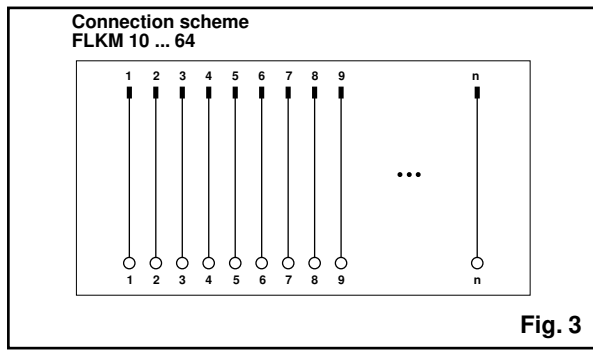 Connection scheme
FLKM 10 ... 64
1 2 3 4 5 6 7 8 9 n
...
1 2 3 4 5 6 7 8 9 n
Fig. 3